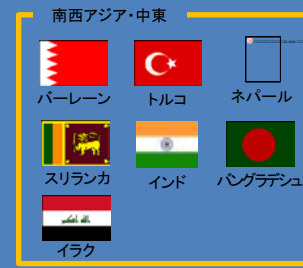 南西アジア・中東
バーレーン
トルコ
ネパール
スリランカ
インド
バングラデシュ
イラク